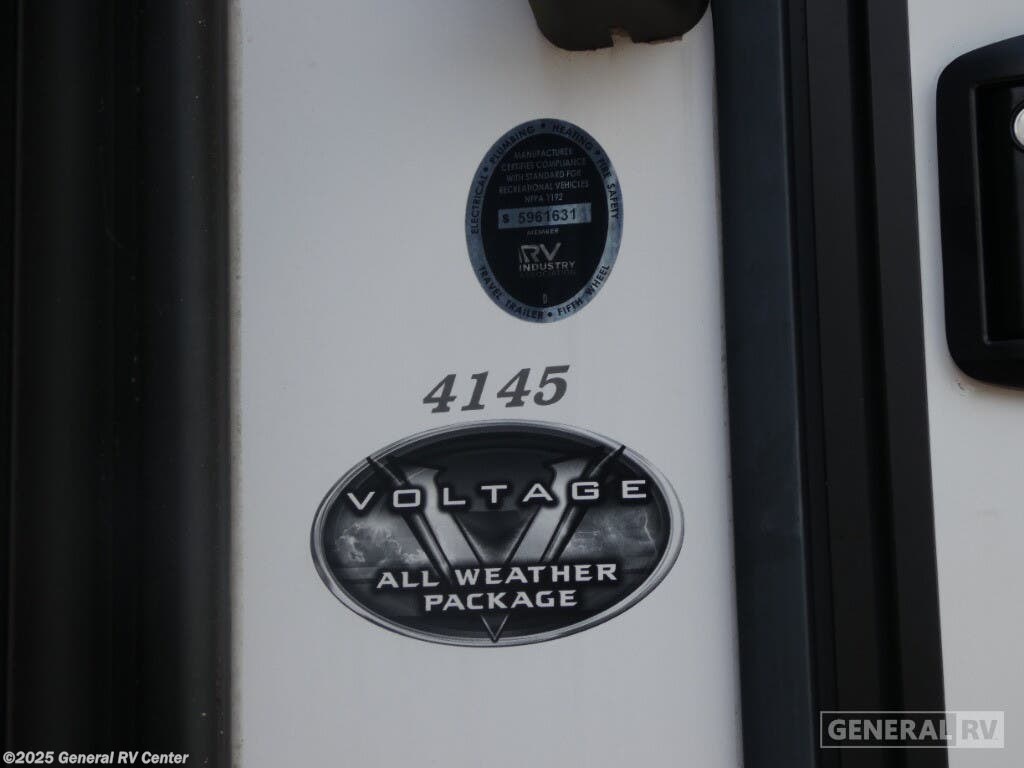 ELECTRICAL • PLUMBING • HEATING • FIRE SAFETY
MANUFACTURER
CERTIFIES COMPLIANCE
WITH STANDARD FOR
RECREATIONAL VEHICLES
NFPA 1192
S 5961631
MEMBER
RV
INDUSTRY
ASSOCIATION
D
TRAVEL TRAILER • FIFTH WHEEL
4145
VOLTAGE
ALL WEATHER
PACKAGE
GENERAL RV
©2025 General RV Center